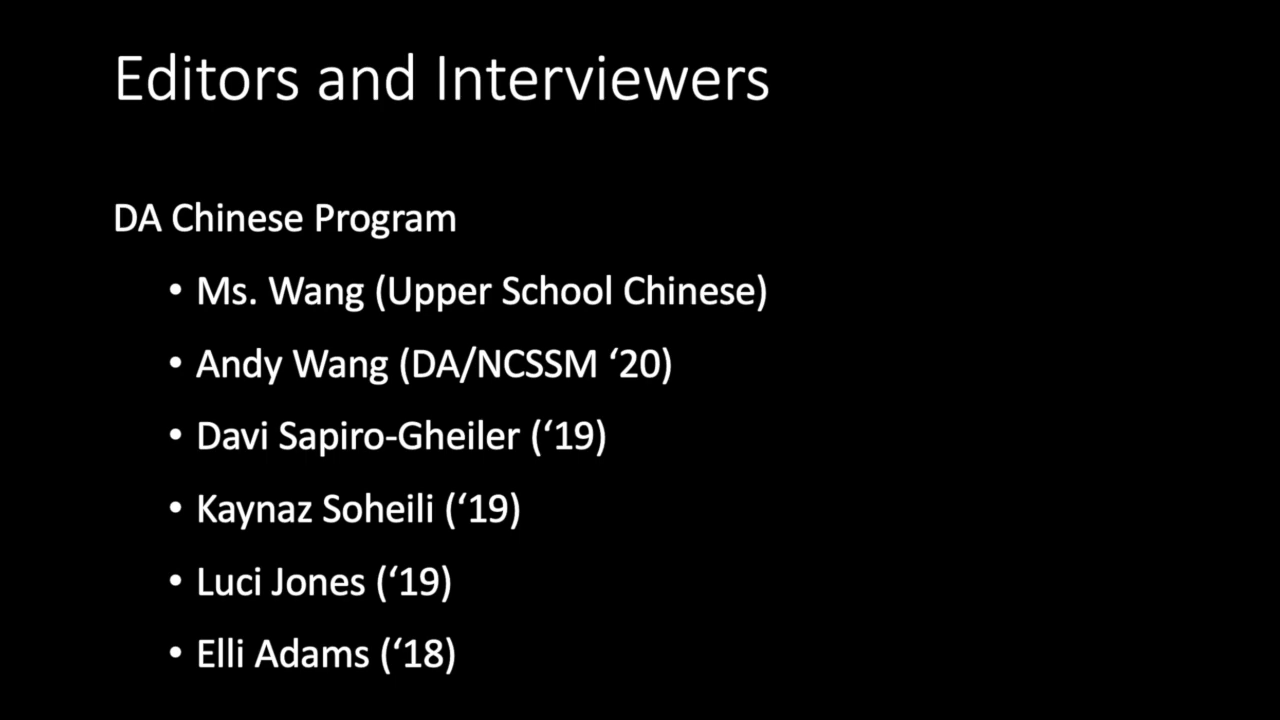 Editors and Interviewers
DA Chinese Program
• Ms. Wang (Upper School Chinese)
• Andy Wang (DA/NCSSM ‘20)
• Davi Sapiro-Gheiler (‘19)
• Kaynaz Soheili (‘19)
• Luci Jones (‘19)
• Elli Adams (‘18)